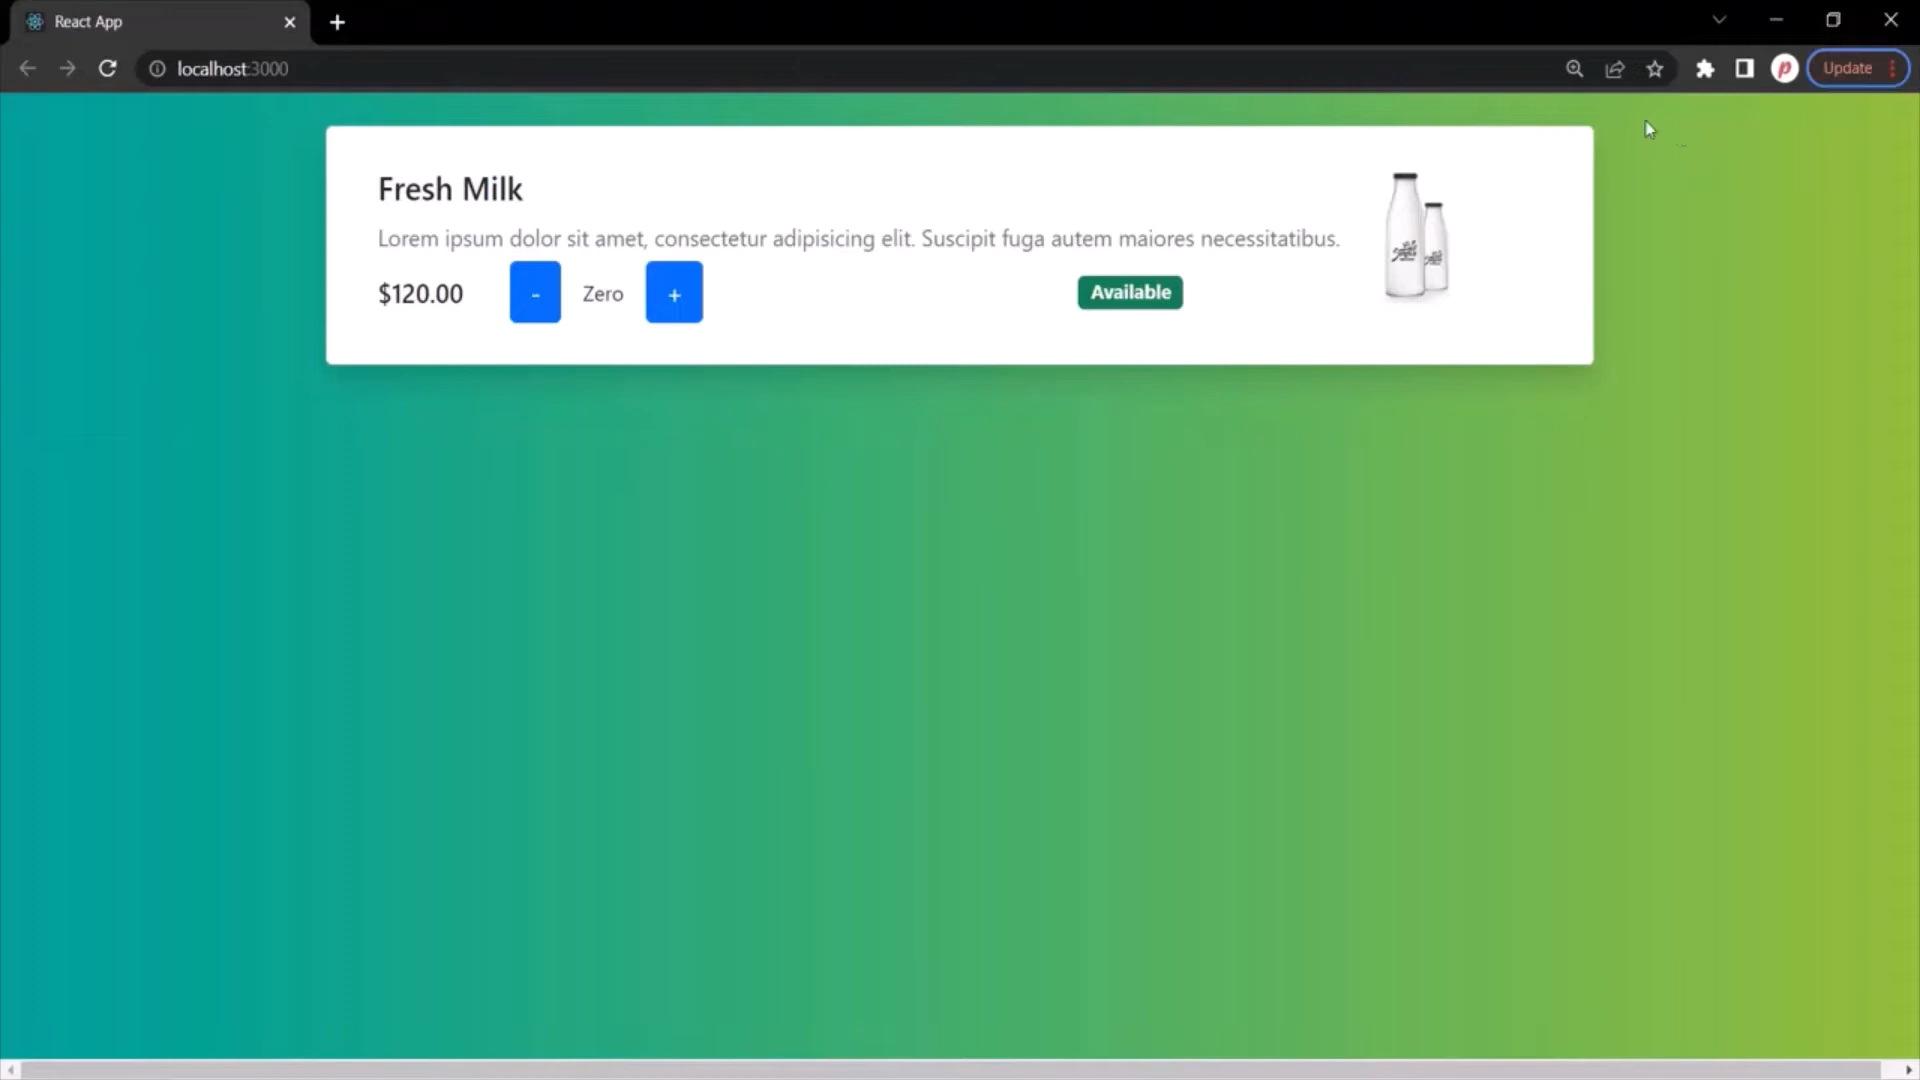 React App
localhost:3000
Update
Fresh Milk
Lorem ipsum dolor sit amet, consectetur adipisicing elit. Suscipit fuga autem maiores necessitatibus.
$120.00 - Zero + Available